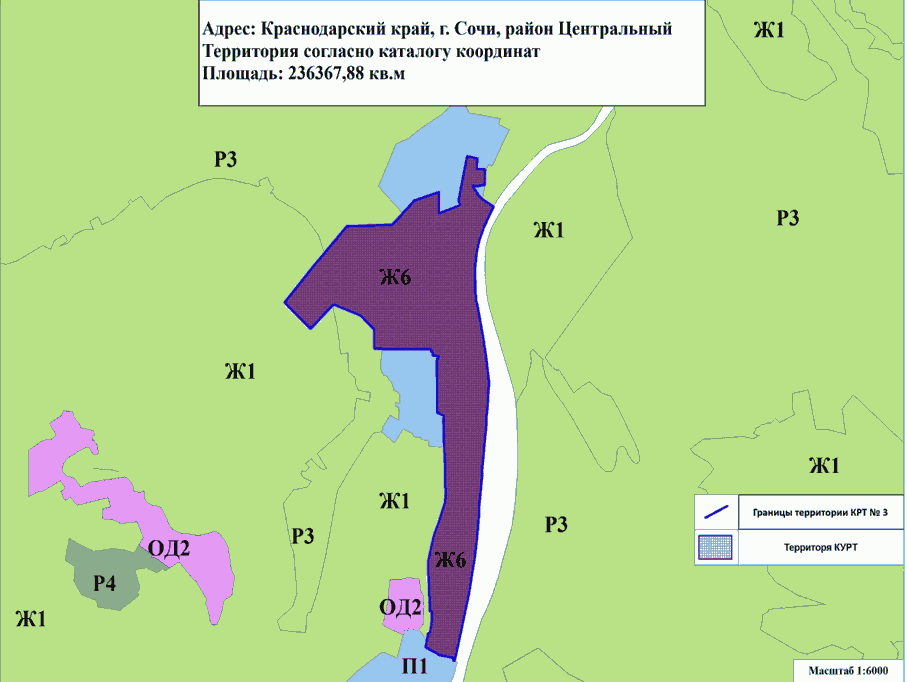 Адрес: Краснодарский край, г. Сочи, район Центральный
Территория согласно каталогу координат
Площадь: 236367,88 кв.м
Ж1
Р3
Р3
Ж1
Ж6
Ж1
Ж1
Ж1
Границы территории КРТ № 3
Р3
Р3
ОД2
Территоря КУРТ
Ж6
Р4
ОД2
Ж1
П1
Масштаб 1:6000